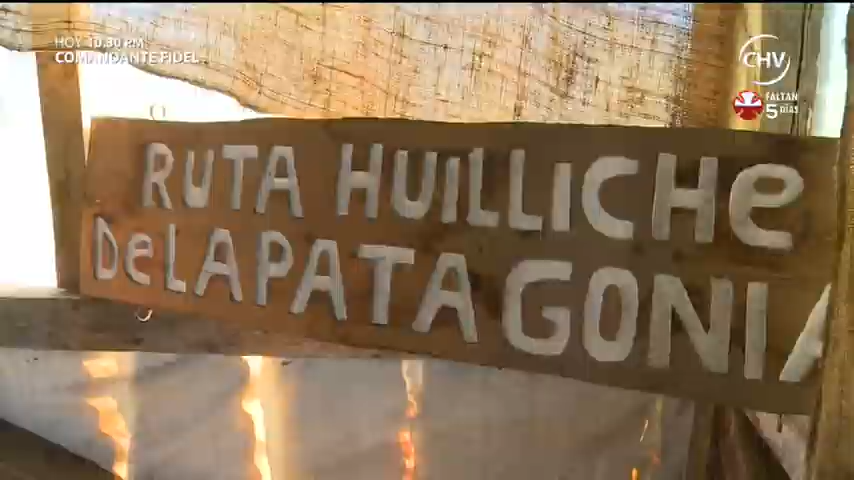 HOY 10.30 PM
COMANDANTE FIDEL
CHV
FALTAN
5 DÍAS
RUTA HUILLICHE
DeLAPATAGONIA